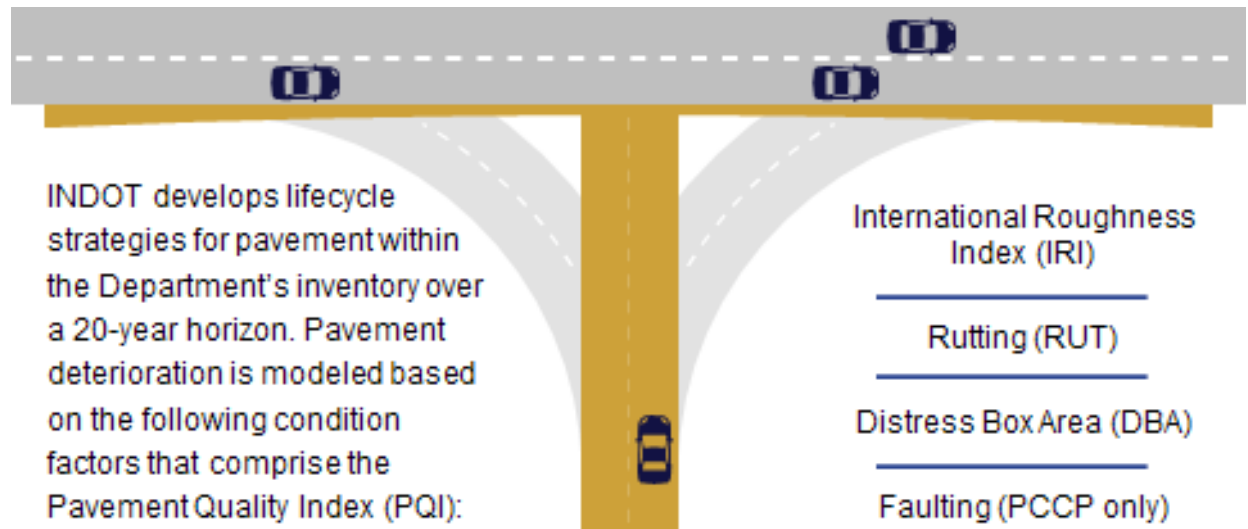 INDOT develops lifecycle
strategies for pavement within
the Department's inventory over
a 20-year horizon. Pavement
deterioration is modeled based
on the following condition
factors that comprise the
Pavement Quality Index (PQI):
International Roughness
Index (IRI)
Rutting (RUT)
Distress Box Area (DBA)
Faulting (PCCP only)